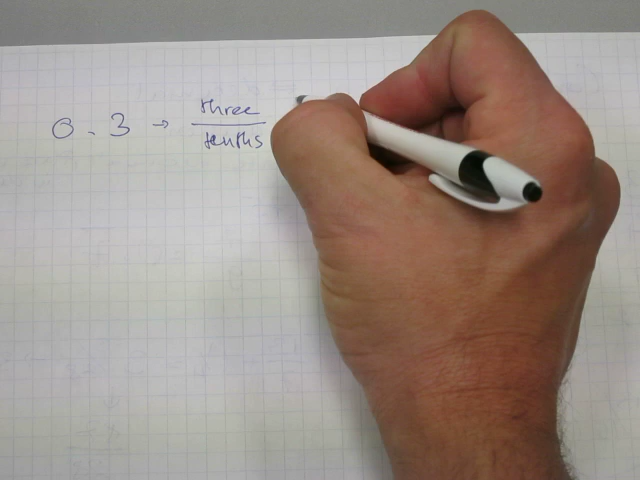 0.3 → three
tenths